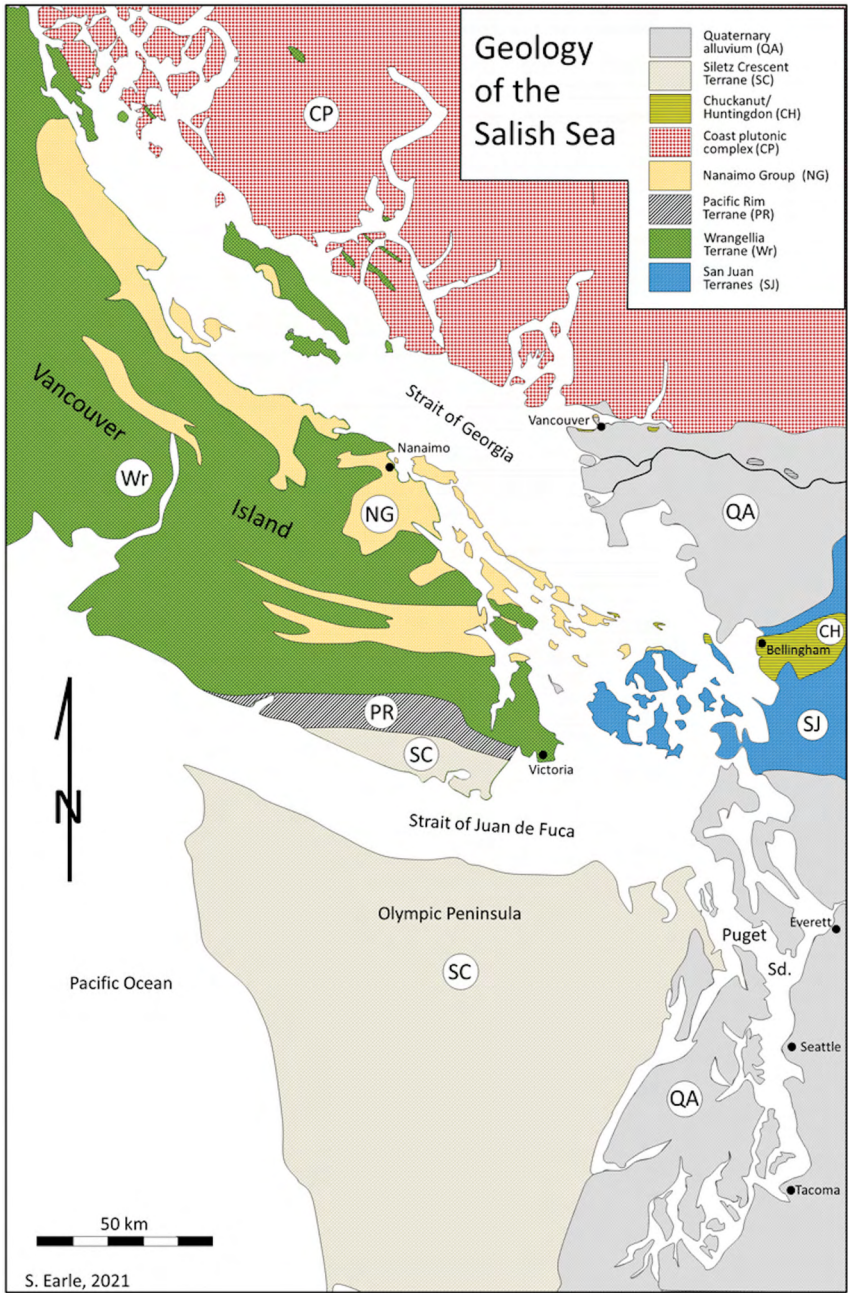 Geology
of the
Salish Sea
Quaternary
alluvium (QA)
Siletz Crescent
Terrane (SC)
Chuckanut/
Huntingdon (CH)
Coast plutonic
complex (CP)
Nanaimo Group (NG)
Pacific Rim
Terrane (PR)
Wrangellia
Terrane (Wr)
San Juan
Terranes (SJ)
CP
Vancouver
Island
Strait of Georgia
Vancouver
Nanaimo
Wr
NG
QA
CH
Bellingham
PR
SC
SJ
Victoria
N
Strait of Juan de Fuca
Olympic Peninsula
Everett
Puget
Sd.
SC
Pacific Ocean
Seattle
QA
Tacoma
50 km
S. Earle, 2021